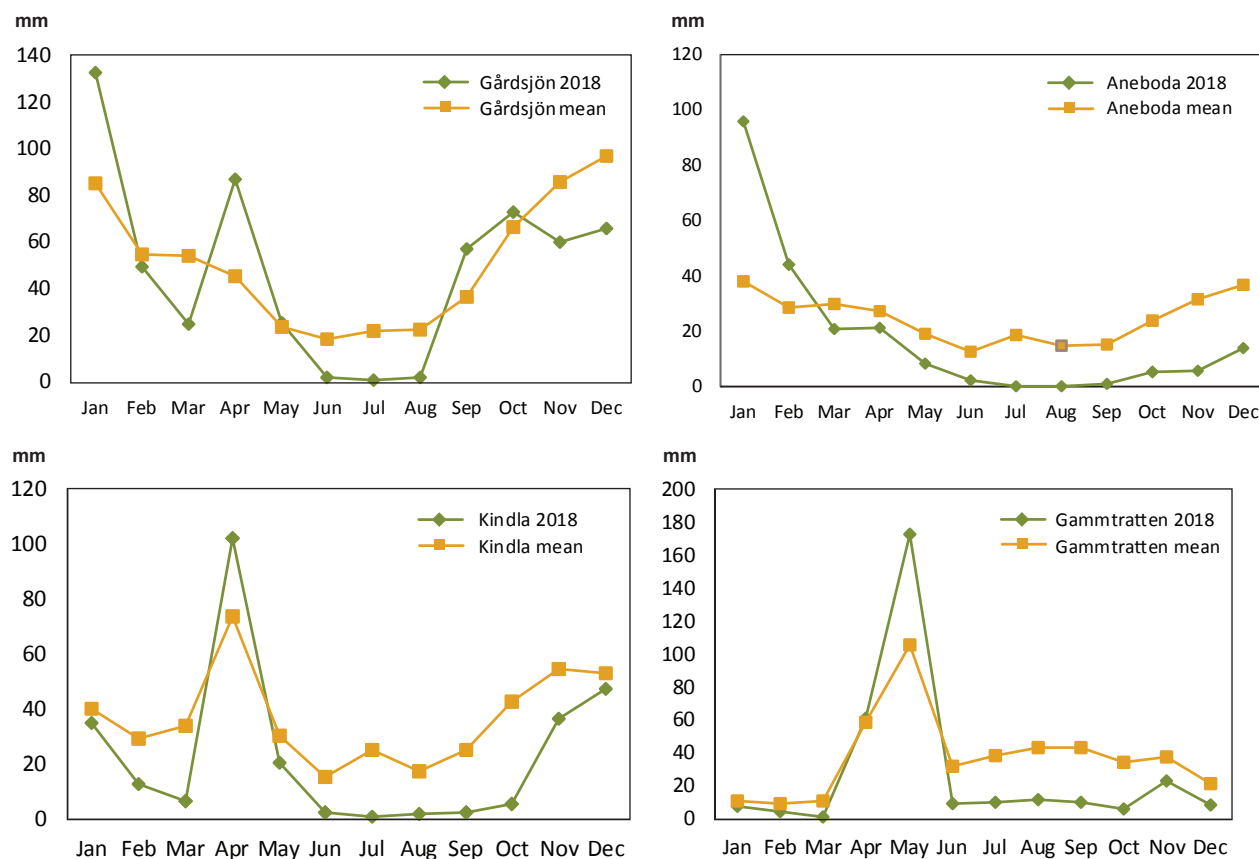 mm
140
120
100
80
60
40
20
0
Gårdsjön 2018
Gårdsjön mean
Jan Feb Mar Apr May Jun Jul Aug Sep Oct Nov Dec
mm
120
100
80
60
40
20
0
Aneboda 2018
Aneboda mean
Jan Feb Mar Apr May Jun Jul Aug Sep Oct Nov Dec
mm
120
100
80
60
40
20
0
Kindla 2018
Kindla mean
Jan Feb Mar Apr May Jun Jul Aug Sep Oct Nov Dec
mm
200
180
160
140
120
100
80
60
40
20
0
Gammtratten 2018
Gammtratten mean
Jan Feb Mar Apr May Jun Jul Aug Sep Oct Nov Dec